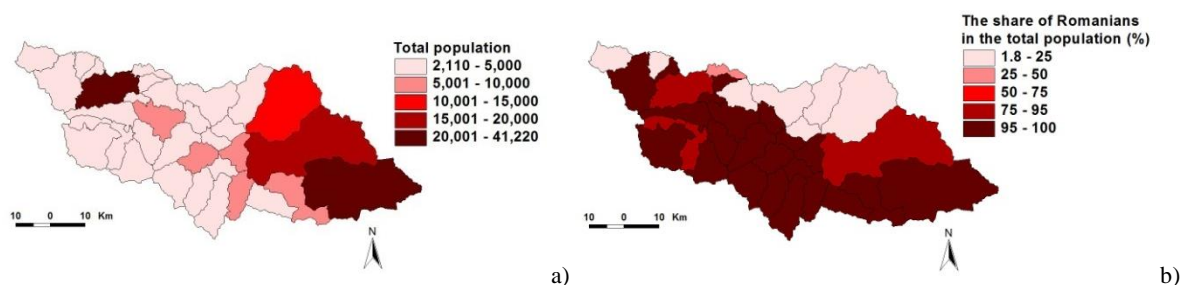 Total population
2,110 - 5,000
5,001 - 10,000
10,001 - 15,000
15,001 - 20,000
20,001 - 41,220
10 0 10 Km
N
a)
The share of Romanians
in the total population (%)
1.8 - 25
25 - 50
50 - 75
75 - 95
95 - 100
10 0 10 Km
N
b)